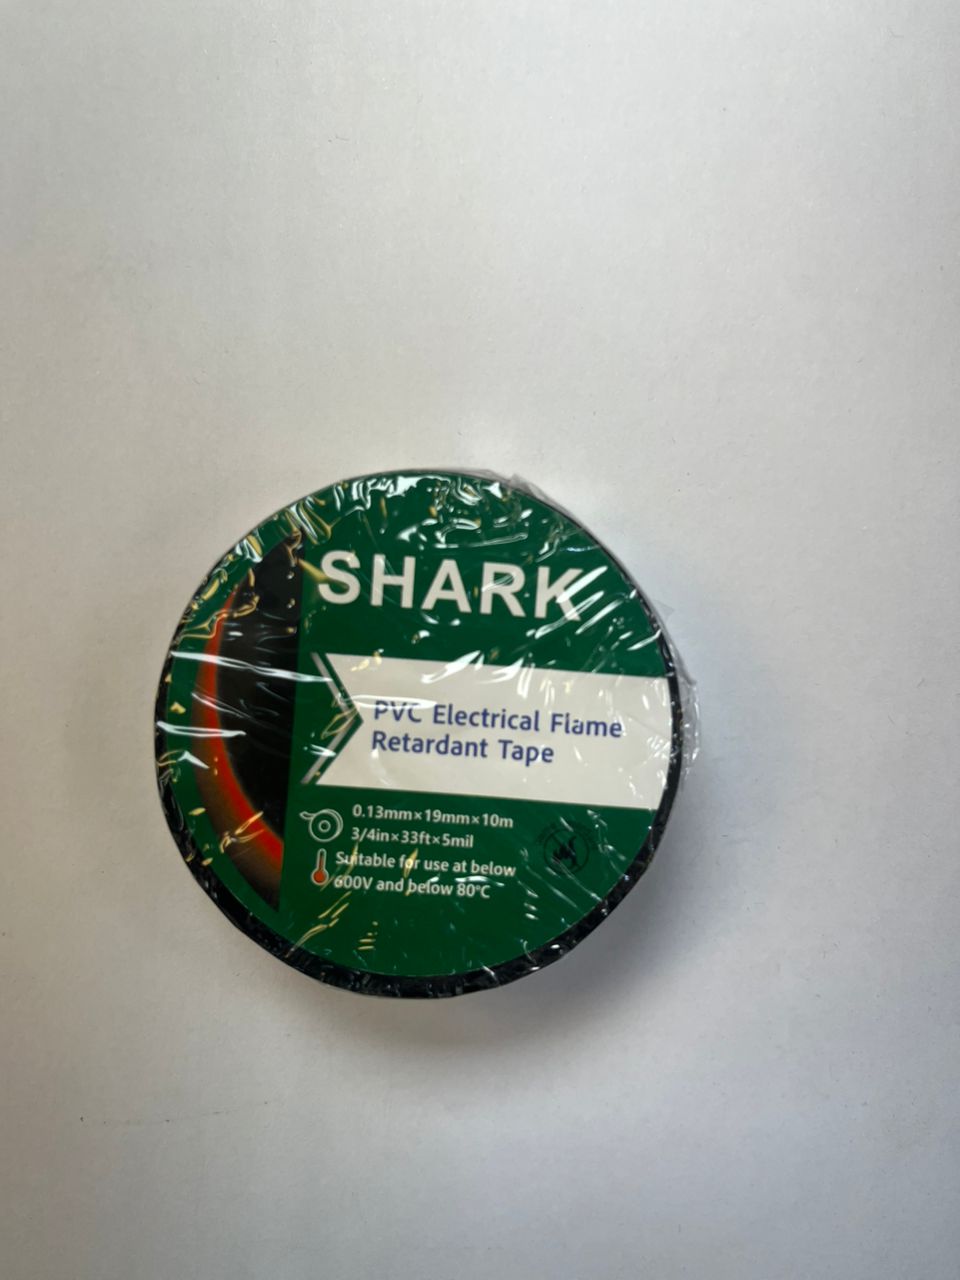 SHARK
PVC Electrical Flame
Retardant Tape
0.13mm×19mm×10m
3/4in×33ft×5mil
Suitable for use at below
600V and below 80°C